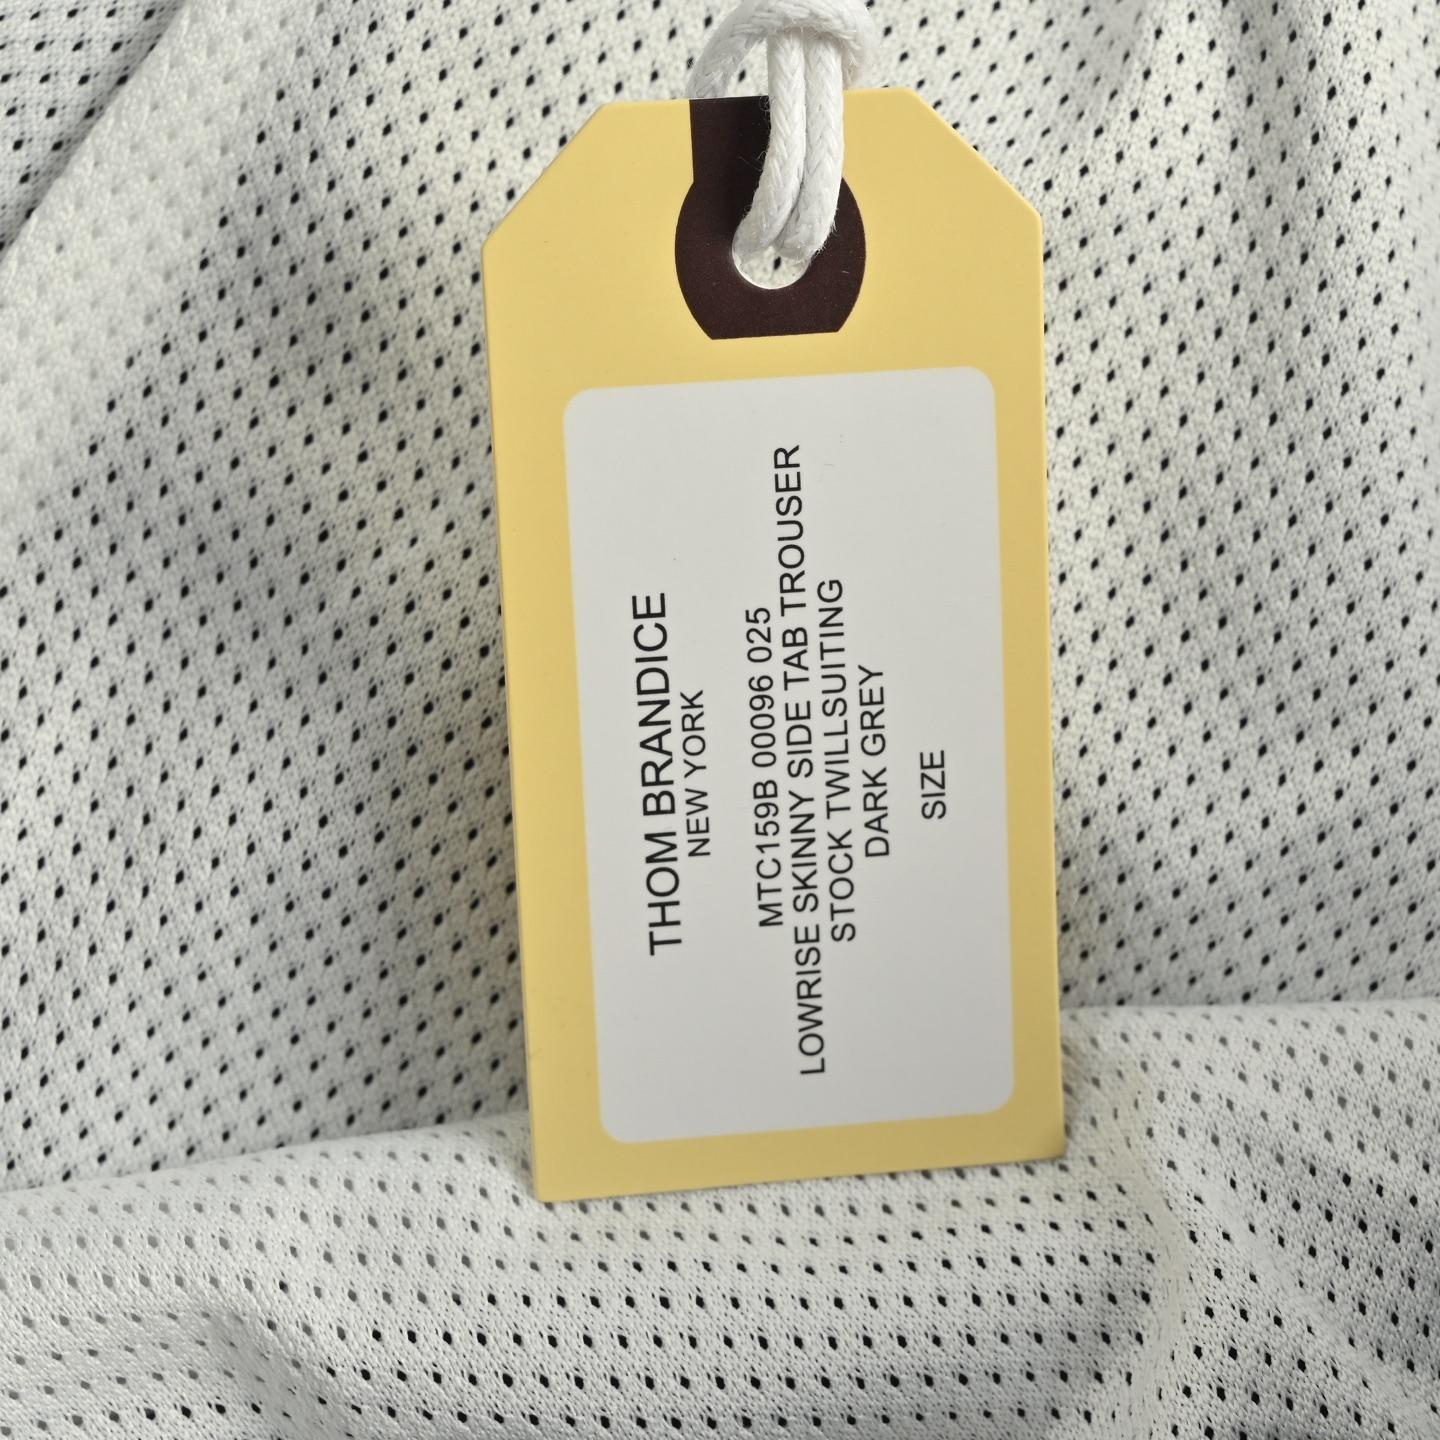 THOM BRANDICE
NEW YORK
MTC159B 00096 025
LOWRISE SKINNY SIDE TAB TROUSER
STOCK TWILLSUITING
DARK GREY
SIZE